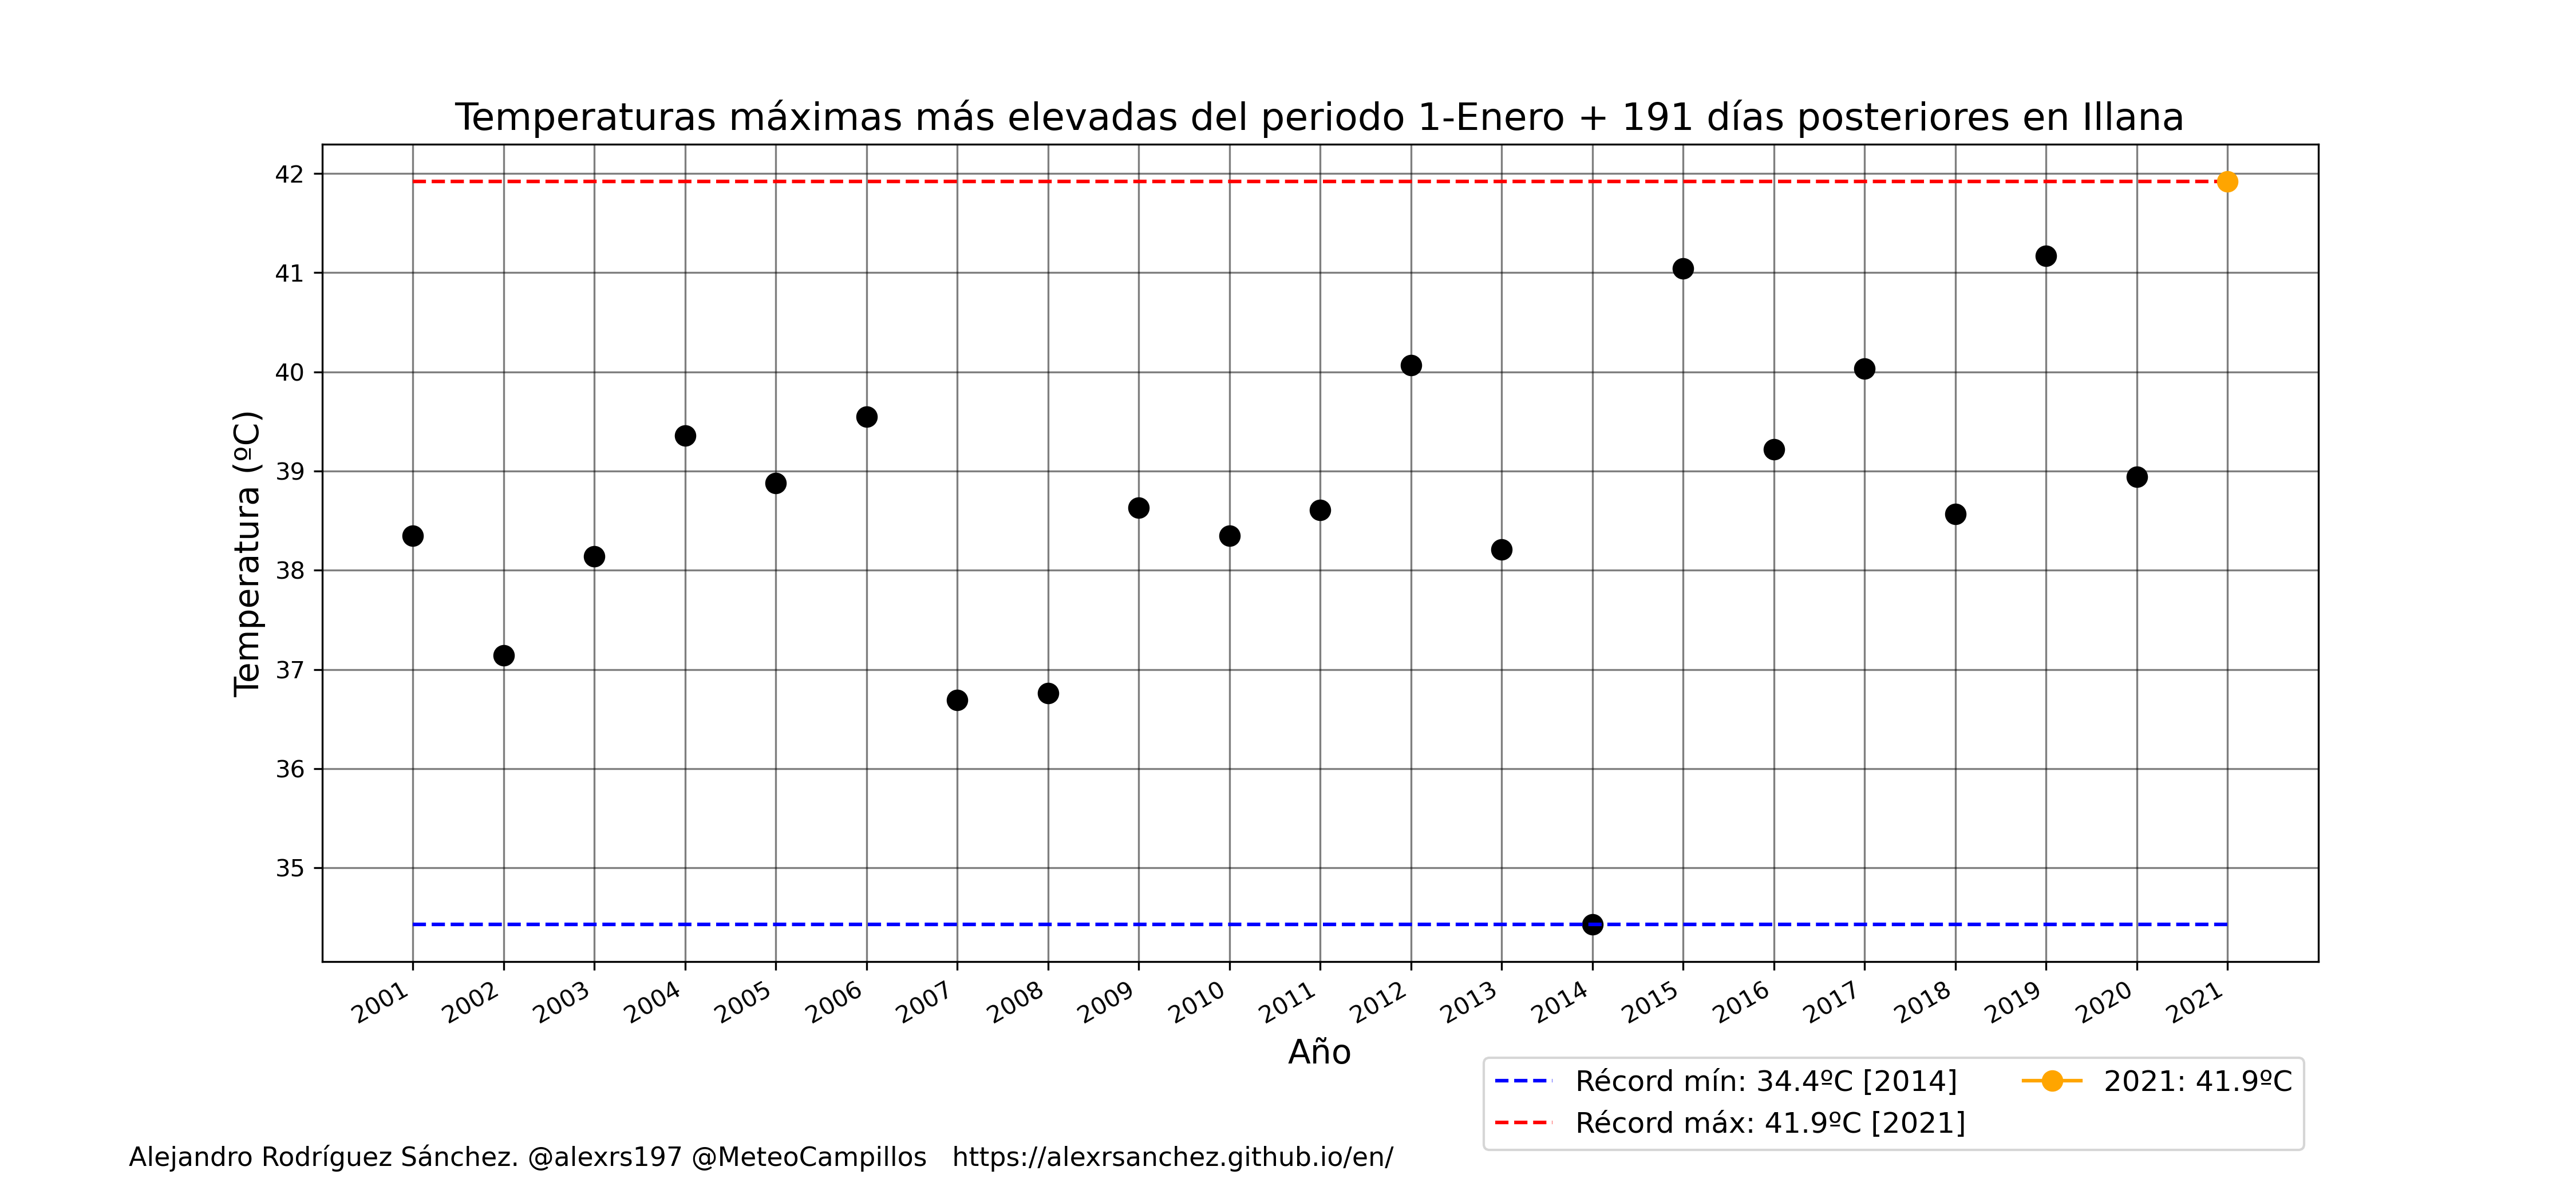 Temperaturas máximas más elevadas del periodo 1-Enero + 191 días posteriores en Illana
42
41
40
39
38
37
36
35
Temperatura (ºC)
2001 2002 2003 2004 2005 2006 2007 2008 2009 2010 2011 2012 2013 2014 2015 2016 2017 2018 2019 2020 2021
Año
Récord mín: 34.4ºC [2014]
Récord máx: 41.9ºC [2021]
2021: 41.9ºC
Alejandro Rodríguez Sánchez. @alexrs197 @MeteoCampillos https://alexrsanchez.github.io/en/